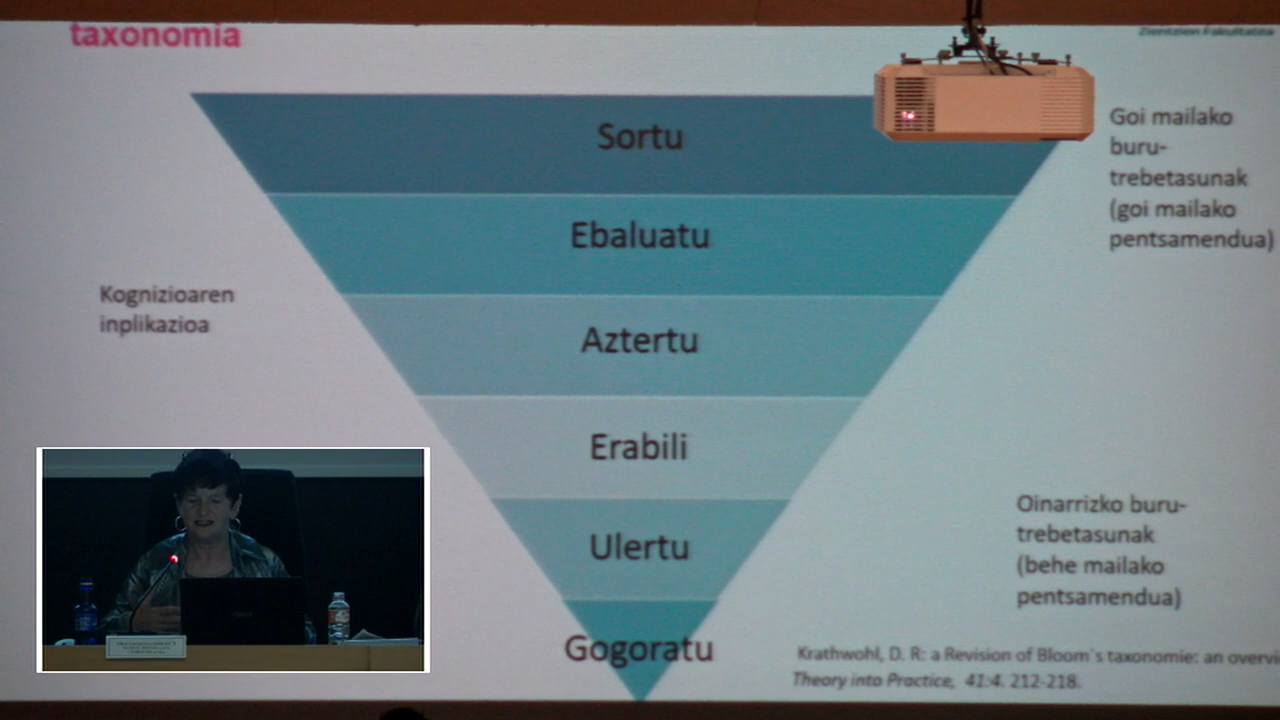 taxonomia
Zientzien Fakultatea
Sortu
Goi mailako
buru-
trebetasunak
(goi mailako
pentsamendua)
Ebaluatu
Kognizioaren
inplikazioa
Aztertu
Erabili
Ulertu
Oinarrizko buru-
trebetasunak
(behe mailako
pentsamendua)
Gogoratu
Krathwohl, D. R: a Revision of Bloom´s taxonomie: an overvi
Theory into Practice, 41:4. 212-218.